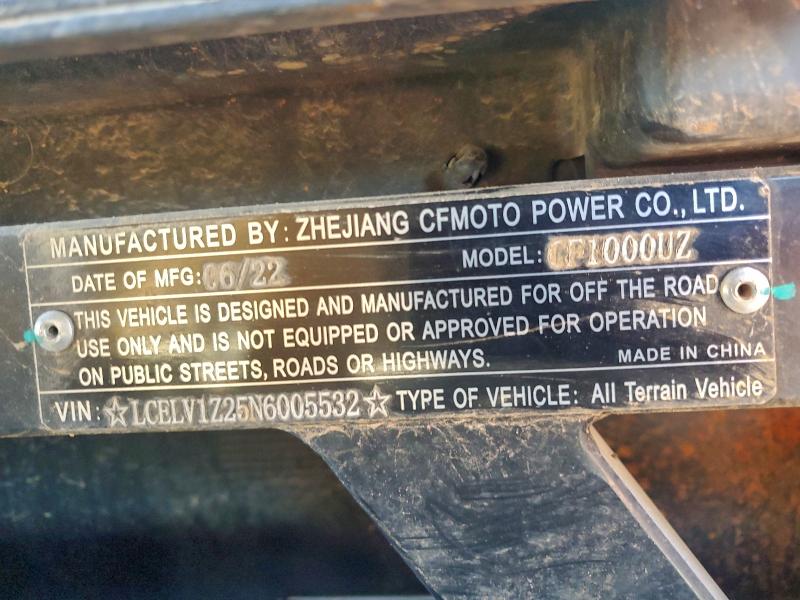 MANUFACTURED BY: ZHEJIANG CFMOTO POWER CO., LTD.
DATE OF MFG: 06/22 MODEL: CF1000UZ
THIS VEHICLE IS DESIGNED AND MANUFACTURED FOR OFF THE ROAD
USE ONLY AND IS NOT EQUIPPED OR APPROVED FOR OPERATION
ON PUBLIC STREETS, ROADS OR HIGHWAYS. MADE IN CHINA
VIN: ☆LCELV1Z25N6005532☆ TYPE OF VEHICLE: All Terrain Vehicle